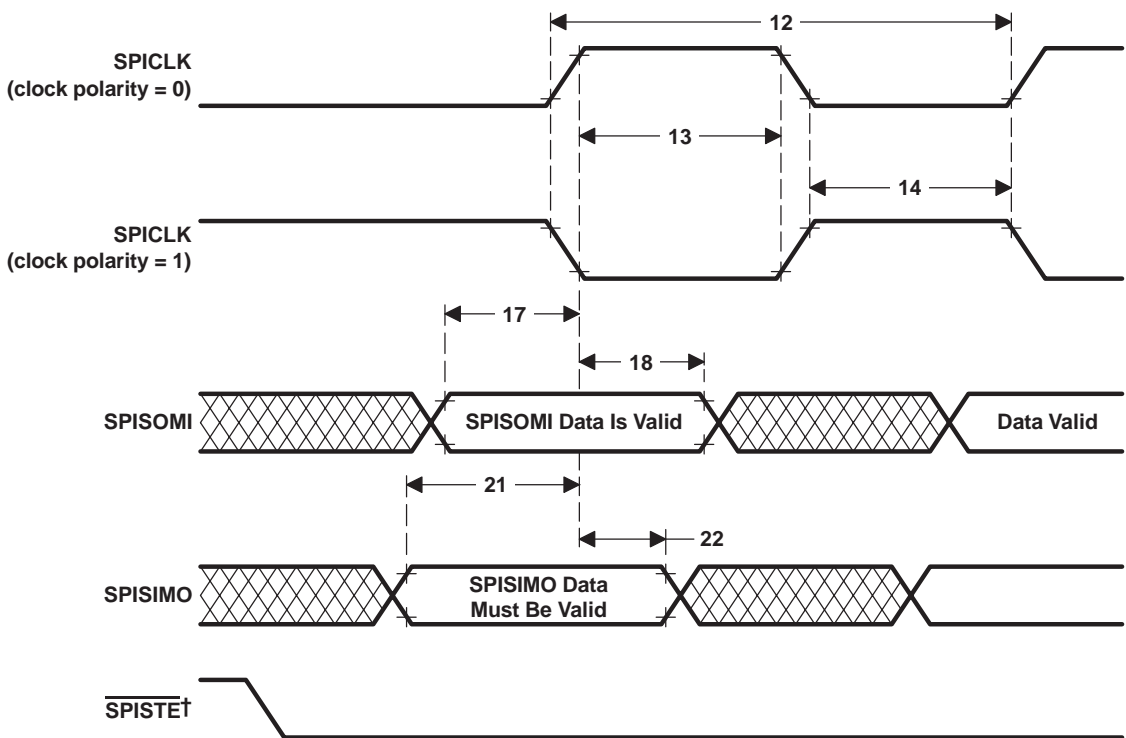 12
SPICLK
(clock polarity = 0)
13
14
SPICLK
(clock polarity = 1)
17
18
SPISOMI
SPISOMI Data Is Valid
Data Valid
21
22
SPISIMO
SPISIMO Data
Must Be Valid
SPISTE†